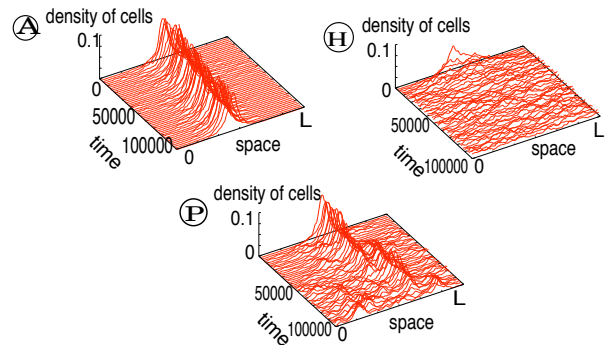 A
density of cells
0.1
0
50000
100000
time
0
space
L
H
density of cells
0.1
0
50000
100000
time
0
space
L
P
density of cells
0.1
0
50000
100000
time
0
space
L